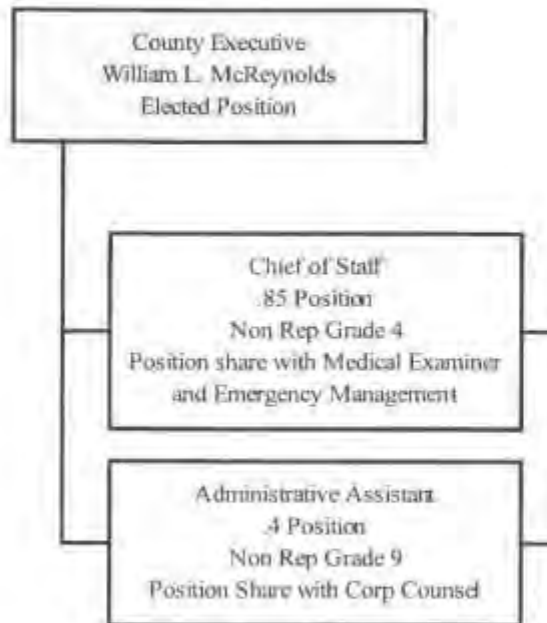 County Executive
William L. McReynolds
Elected Position
Chief of Staff
.85 Position
Non Rep Grade 4
Position share with Medical Examiner
and Emergency Management
Administrative Assistant
.4 Position
Non Rep Grade 9
Position Share with Corp Counsel